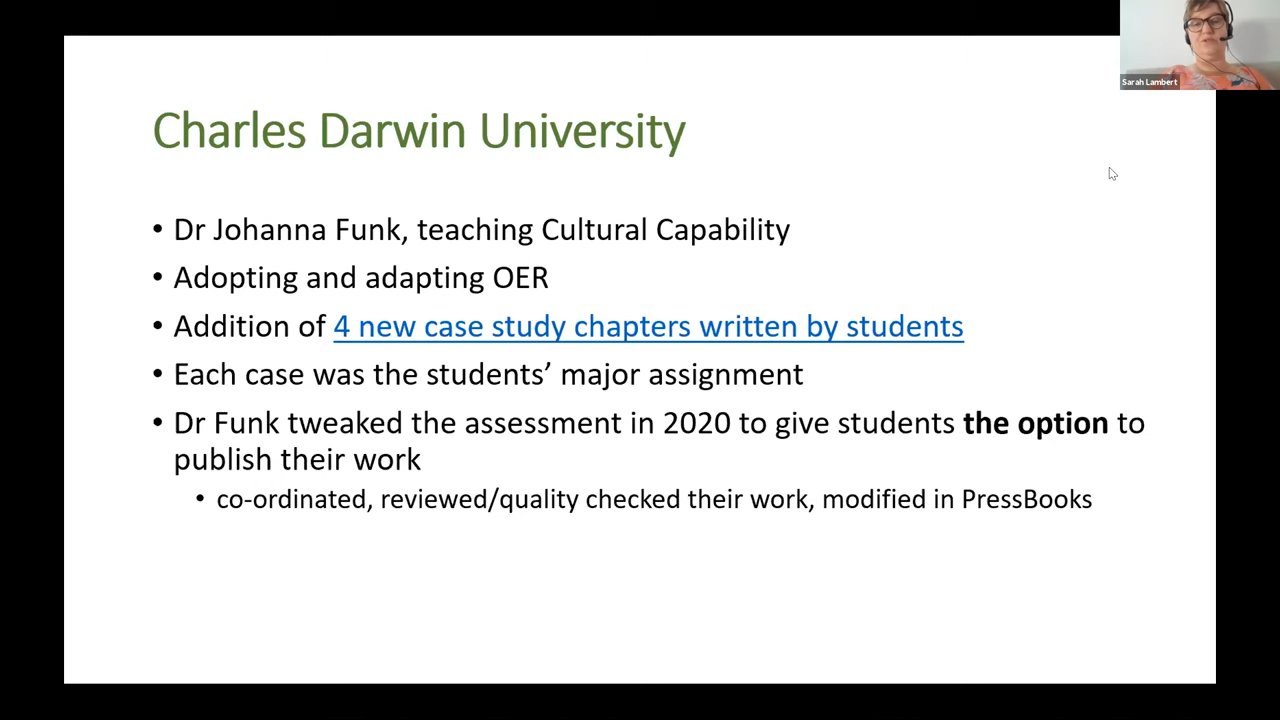 Sarah Lambert
Charles Darwin University
• Dr Johanna Funk, teaching Cultural Capability
• Adopting and adapting OER
• Addition of 4 new case study chapters written by students
• Each case was the students’ major assignment
• Dr Funk tweaked the assessment in 2020 to give students the option to
publish their work
• co-ordinated, reviewed/quality checked their work, modified in PressBooks